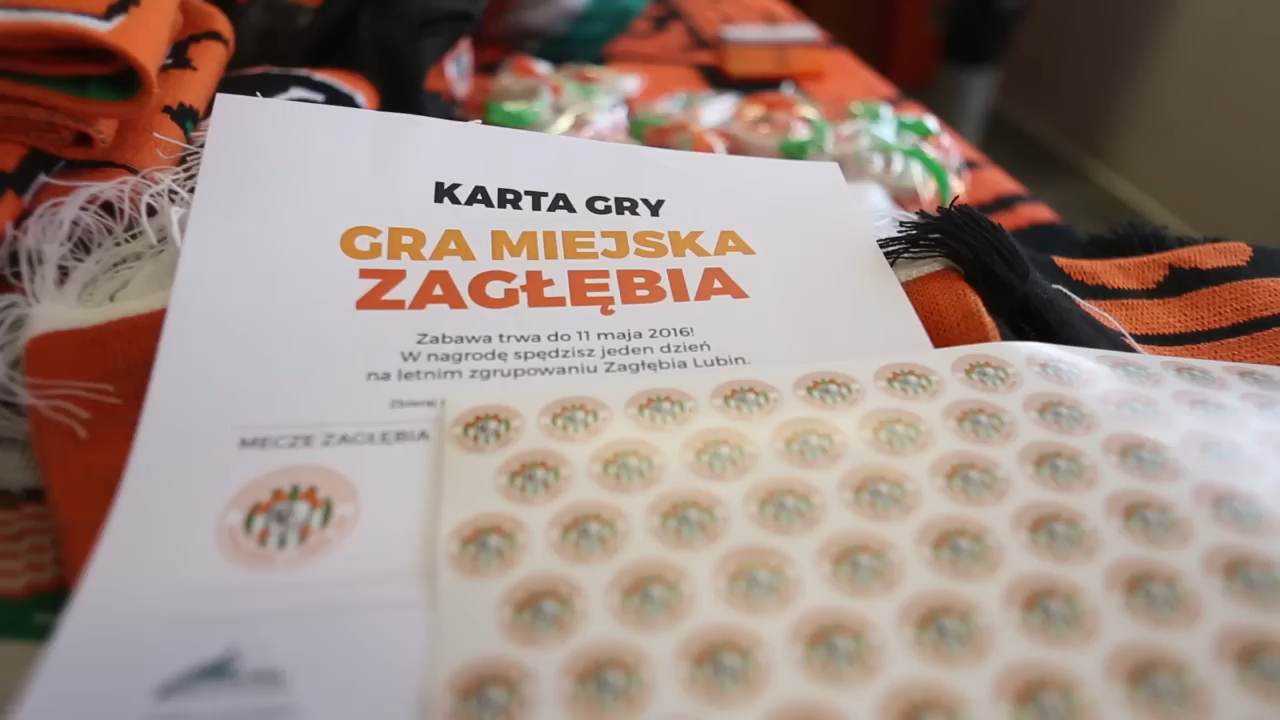 KARTA GRY
GRA MIEJSKA
ZAGŁĘBIA
Zabawa trwa do 11 maja 2016!
W nagrodę spędzisz jeden dzień
na letnim zgrupowaniu Zagłębia Lubin.
MECZE ZAGŁĘBIA